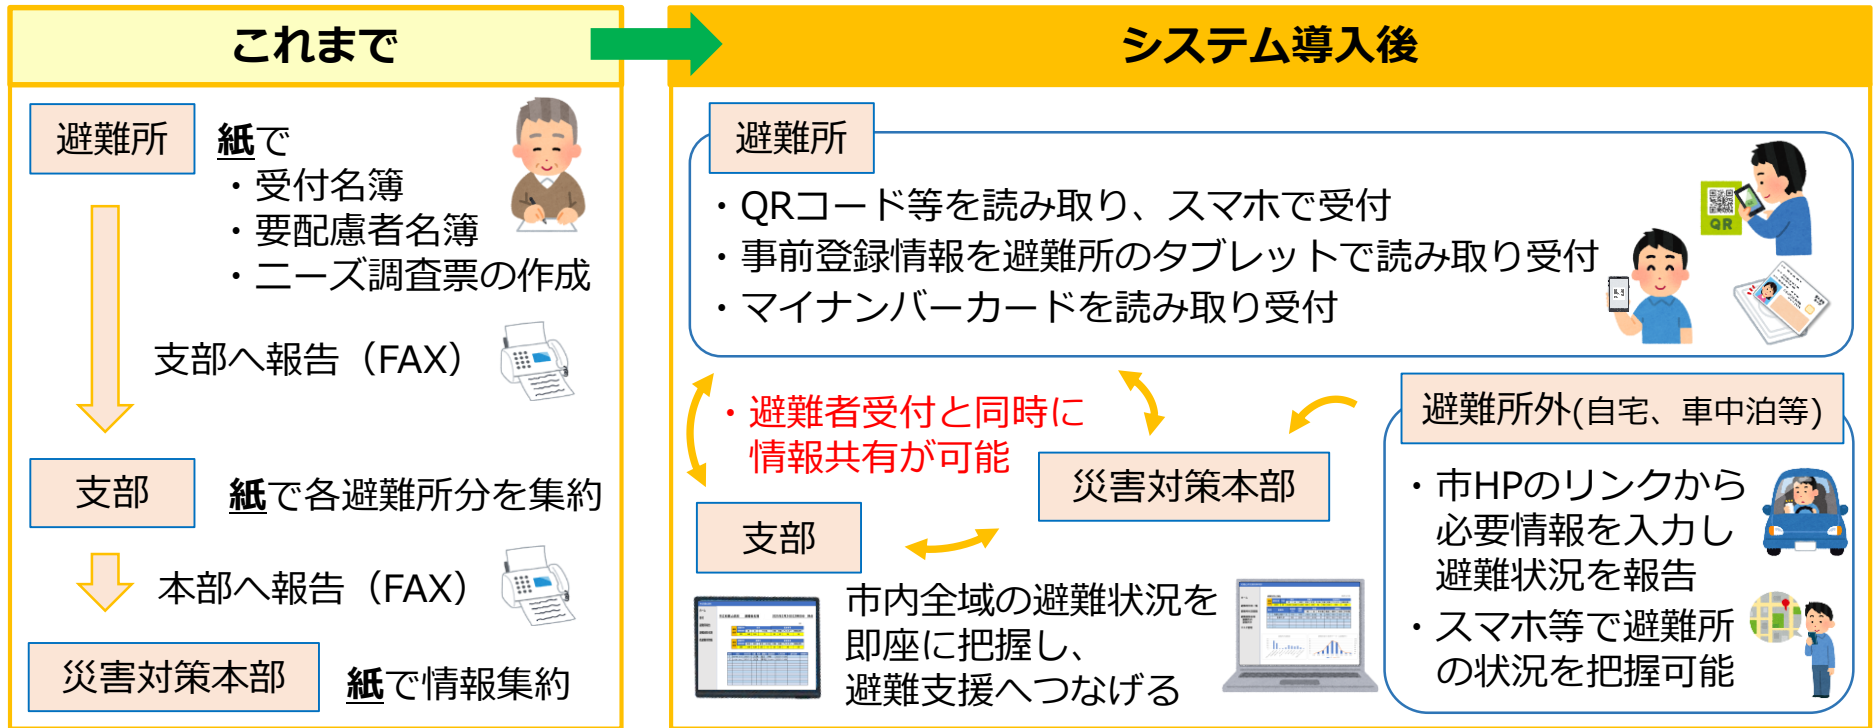 これまで
避難所
紙で
・受付名簿
・要配慮者名簿
・ニーズ調査票の作成
支部へ報告（FAX）
支部
紙で各避難所分を集約
本部へ報告（FAX）
災害対策本部
紙で情報集約
システム導入後
避難所
・QRコード等を読み取り、スマホで受付
・事前登録情報を避難所のタブレットで読み取り受付
・マイナンバーカードを読み取り受付
QR
・避難者受付と同時に
情報共有が可能
災害対策本部
支部
市内全域の避難状況を
即座に把握し、
避難支援へつなげる
避難所外(自宅、車中泊等)
・市HPのリンクから
必要情報を入力し
避難状況を報告
・スマホ等で避難所
の状況を把握可能